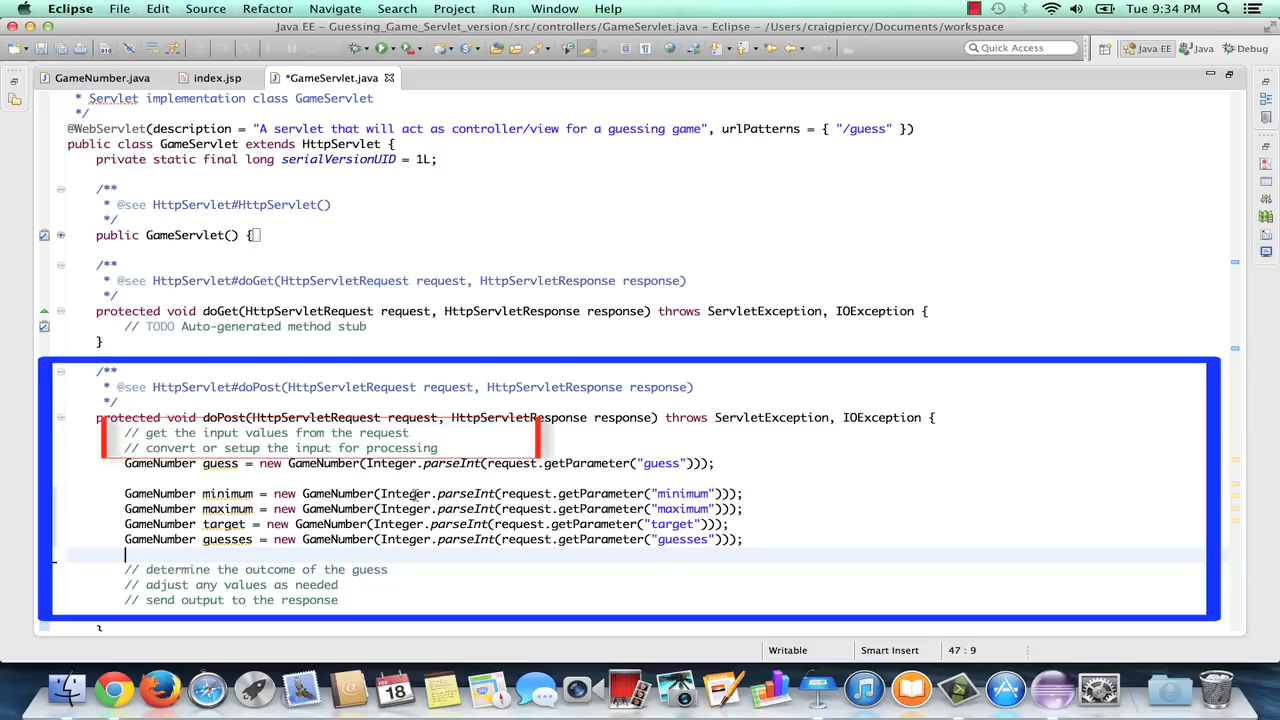 Eclipse File Edit Source Refactor Navigate Search Project Run Window Help Tue 9:34 PM
Java EE - Guessing_Game_Servlet_version/src/controllers/GameServlet.java - Eclipse - /Users/craigpiercy/Documents/workspace
Quick Access Java EE Java Debug
GameNumber.java index.jsp *GameServlet.java
* Servlet implementation class GameServlet
*/
@WebServlet(description = "A servlet that will act as controller/view for a guessing game", urlPatterns = { "/guess" })
public class GameServlet extends HttpServlet {
private static final long serialVersionUID = 1L;
/**
* @see HttpServlet#HttpServlet()
*/
public GameServlet() {
/**
* @see HttpServlet#doGet(HttpServletRequest request, HttpServletResponse response)
*/
protected void doGet(HttpServletRequest request, HttpServletResponse response) throws ServletException, IOException {
// TODO Auto-generated method stub
}
/**
* @see HttpServlet#doPost(HttpServletRequest request, HttpServletResponse response)
*/
protected void doPost(HttpServletRequest request, HttpServletResponse response) throws ServletException, IOException {
// get the input values from the request
// convert or setup the input for processing
GameNumber guess = new GameNumber(Integer.parseInt(request.getParameter("guess")));
GameNumber minimum = new GameNumber(Integer.parseInt(request.getParameter("minimum")));
GameNumber maximum = new GameNumber(Integer.parseInt(request.getParameter("maximum")));
GameNumber target = new GameNumber(Integer.parseInt(request.getParameter("target")));
GameNumber guesses = new GameNumber(Integer.parseInt(request.getParameter("guesses")));
// determine the outcome of the guess
// adjust any values as needed
// send output to the response
}
Writable Smart Insert 47 : 9
FEB
18